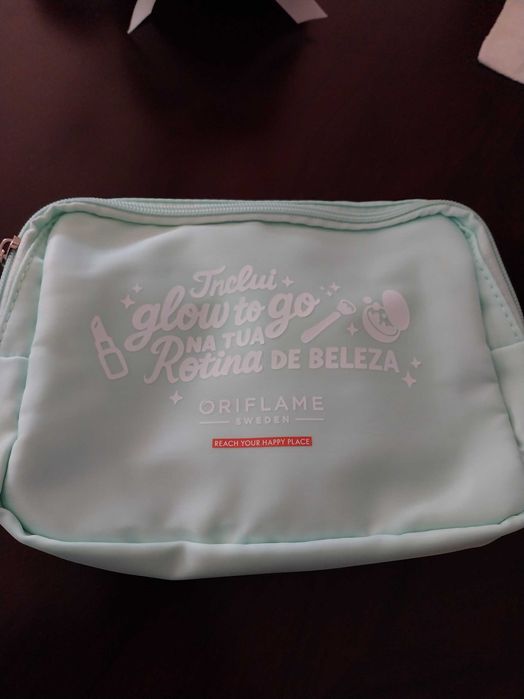 Inclui
glow to go
NA TUA
Rotina DE BELEZA
ORIFLAME
SWEDEN
REACH YOUR HAPPY PLACE